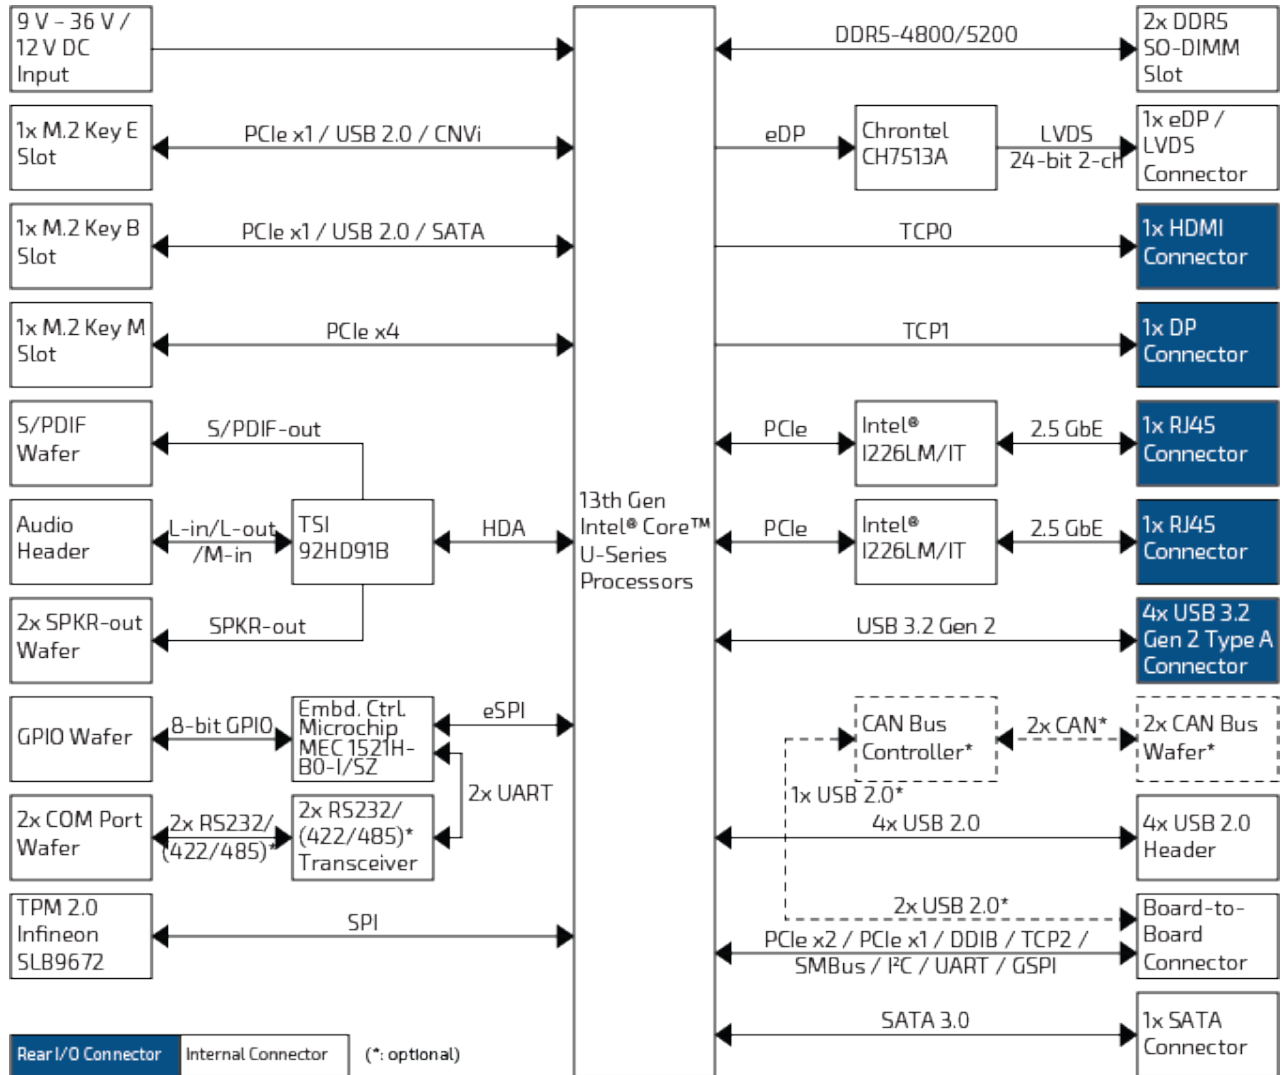 9 V – 36 V /
12 V DC
Input
1x M.2 Key E
Slot
PCIe x1 / USB 2.0 / CNVi
1x M.2 Key B
Slot
PCIe x1 / USB 2.0 / SATA
1x M.2 Key M
Slot
PCIe x4
S/PDIF
Wafer
S/PDIF-out
Audio
Header
L-in/L-out
/M-in
TSI
92HD91B
HDA
2x SPKR-out
Wafer
SPKR-out
GPIO Wafer
8-bit GPIO
Embd. Ctrl.
Microchip
MEC 1521H-
B0-I/SZ
eSPI
2x UART
2x COM Port
Wafer
2x RS232/
(422/485)*
2x RS232/
(422/485)*
Transceiver
TPM 2.0
Infineon
SLB9672
SPI
13th Gen
Intel® Core™
U-Series
Processors
DDR5-4800/5200
2x DDR5
SO-DIMM
Slot
eDP
Chrontel
CH7513A
LVDS
24-bit 2-ch
1x eDP /
LVDS
Connector
TCP0
1x HDMI
Connector
TCP1
1x DP
Connector
PCIe
Intel®
I226LM/IT
2.5 GbE
1x RJ45
Connector
PCIe
Intel®
I226LM/IT
2.5 GbE
1x RJ45
Connector
USB 3.2 Gen 2
4x USB 3.2
Gen 2 Type A
Connector
CAN Bus
Controller*
2x CAN*
2x CAN Bus
Wafer*
1x USB 2.0*
4x USB 2.0
4x USB 2.0
Header
2x USB 2.0*
PCIe x2 / PCIe x1 / DDIB / TCP2 /
SMBus / I²C / UART / GSPI
Board-to-
Board
Connector
SATA 3.0
1x SATA
Connector
Rear I/O Connector
Internal Connector
(*: optional)